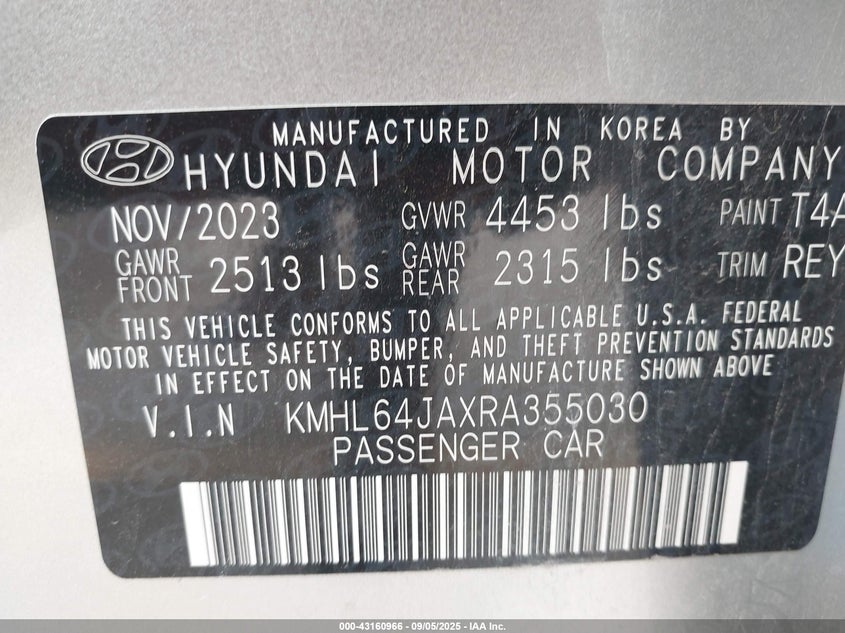 MANUFACTURED IN KOREA BY
HYUNDAI MOTOR COMPANY
NOV/2023 GVWR 4453 lbs PAINT T4A
GAWR FRONT 2513 lbs GAWR REAR 2315 lbs TRIM REY
THIS VEHICLE CONFORMS TO ALL APPLICABLE U.S.A. FEDERAL
MOTOR VEHICLE SAFETY, BUMPER, AND THEFT PREVENTION STANDARDS
IN EFFECT ON THE DATE OF MANUFACTURE SHOWN ABOVE
V.I.N KMHL64JAXRA355030
PASSENGER CAR
000-43160966 - 09/05/2025 - IAA Inc.